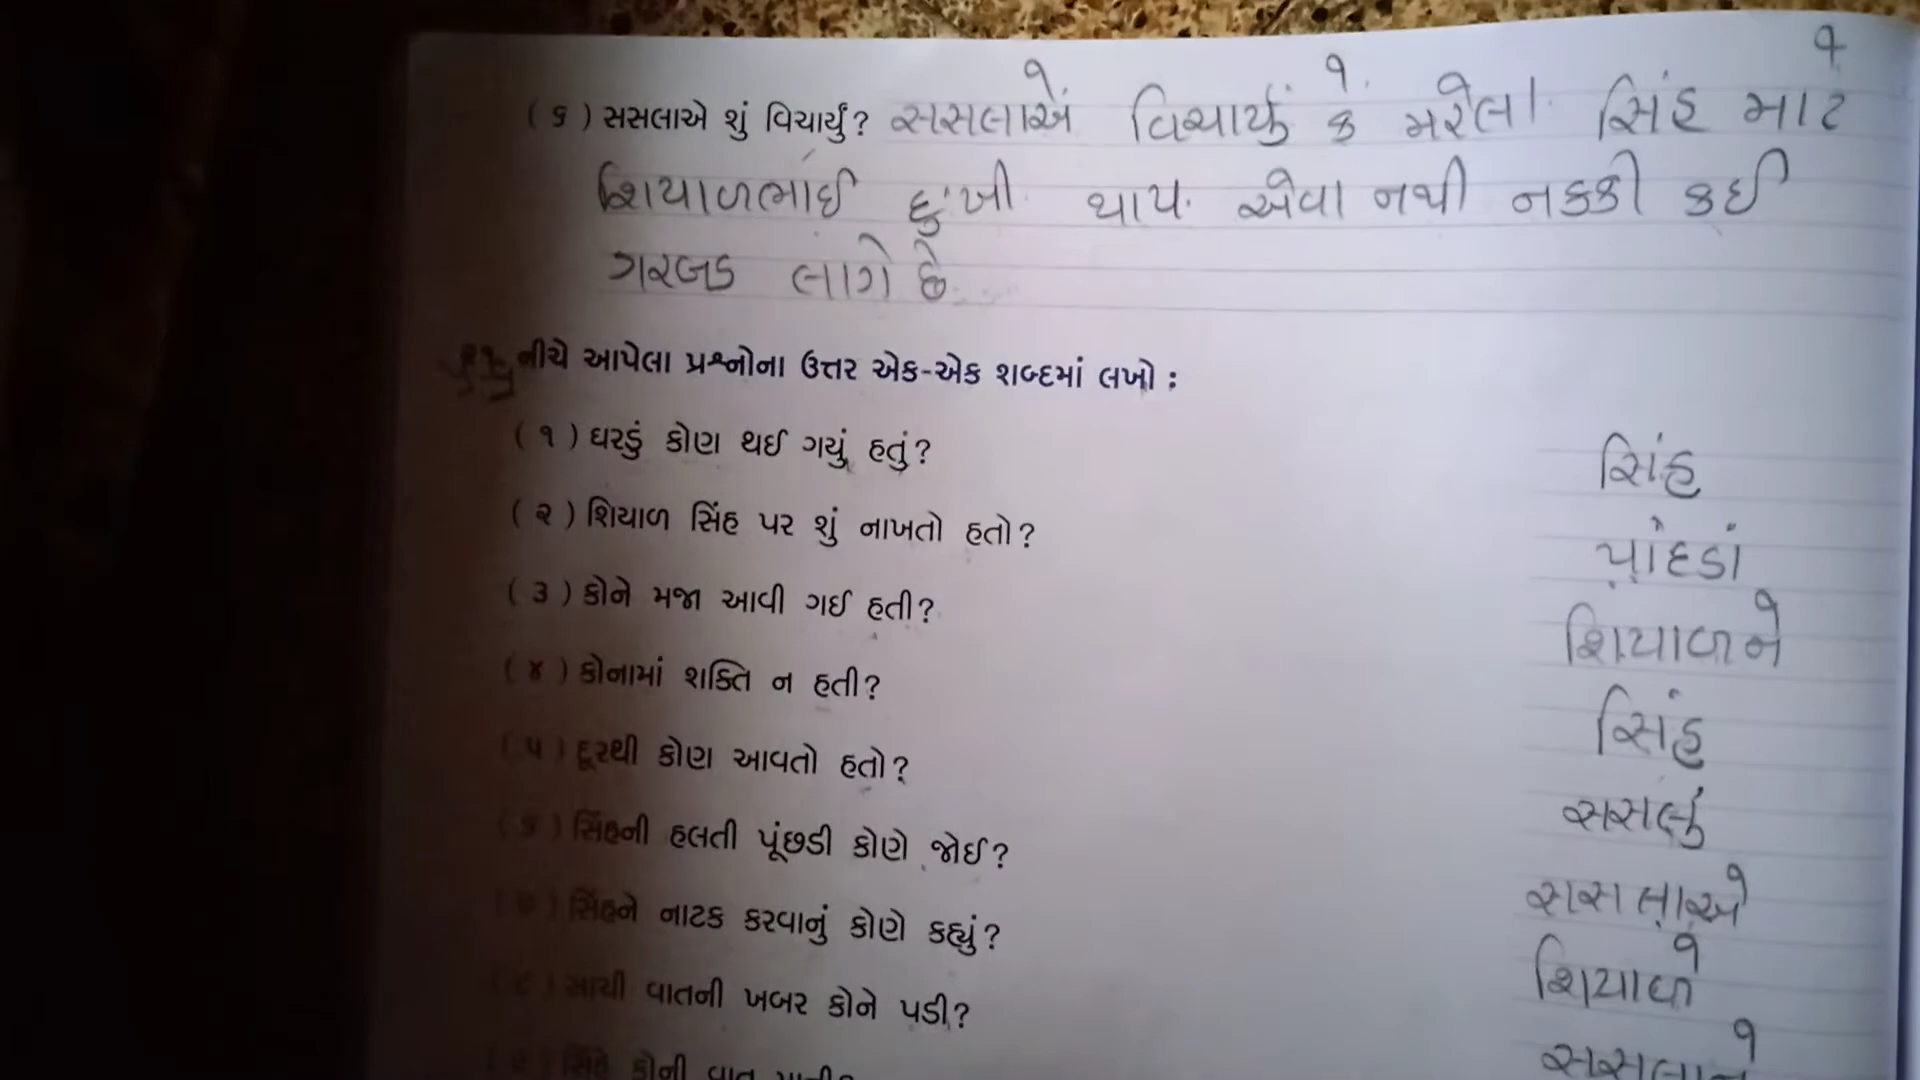 (૬) સસલાએ શું વિચાર્યું? સસલાએ વિચાર્યું કે મરેલા સિંહ માટે
શિયાળભાઈ દુઃખી થાય એવા નથી નક્કી કઈ
ગરબડ લાગે છે.
નીચે આપેલા પ્રશ્નોના ઉત્તર એક-એક શબ્દમાં લખો :
(૧) ઘરડું કોણ થઈ ગયું હતું? સિંહ
(૨) શિયાળ સિંહ પર શું નાખતો હતો? પાંદડાં
(૩) કોને મજા આવી ગઈ હતી? શિયાળને
(૪) કોનામાં શક્તિ ન હતી? સિંહ
(૫) દૂરથી કોણ આવતો હતો? સસલું
(૬) સિંહની હલતી પૂંછડી કોણે જોઈ? સસલાએ
(૭) સિંહને નાટક કરવાનું કોણે કહ્યું? શિયાળે
(૮) સાચી વાતની ખબર કોને પડી? સસલાને
સિંહે કોની વાત